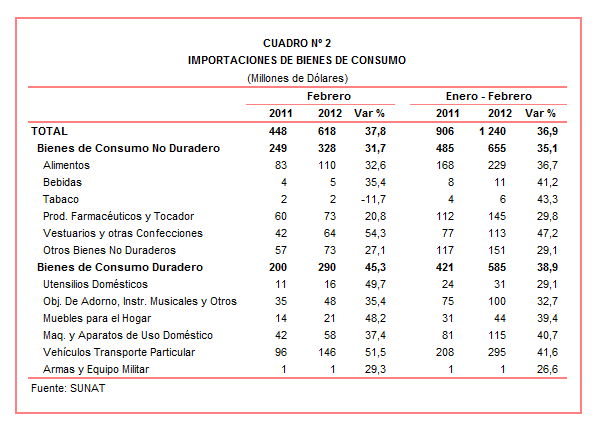 CUADRO Nº 2
IMPORTACIONES DE BIENES DE CONSUMO
(Millones de Dólares)
Febrero Enero - Febrero
2011 2012 Var % 2011 2012 Var %
TOTAL 448 618 37,8 906 1 240 36,9
Bienes de Consumo No Duradero 249 328 31,7 485 655 35,1
Alimentos 83 110 32,6 168 229 36,7
Bebidas 4 5 35,4 8 11 41,2
Tabaco 2 2 -11,7 4 6 43,3
Prod. Farmacéuticos y Tocador 60 73 20,8 112 145 29,8
Vestuarios y otras Confecciones 42 64 54,3 77 113 47,2
Otros Bienes No Duraderos 57 73 27,1 117 151 29,1
Bienes de Consumo Duradero 200 290 45,3 421 585 38,9
Utensilios Domésticos 11 16 49,7 24 31 29,1
Obj. De Adorno, Instr. Musicales y Otros 35 48 35,4 75 100 32,7
Muebles para el Hogar 14 21 48,2 31 44 39,4
Maq. y Aparatos de Uso Doméstico 42 58 37,4 81 115 40,7
Vehículos Transporte Particular 96 146 51,5 208 295 41,6
Armas y Equipo Militar 1 1 29,3 1 1 26,6
Fuente: SUNAT